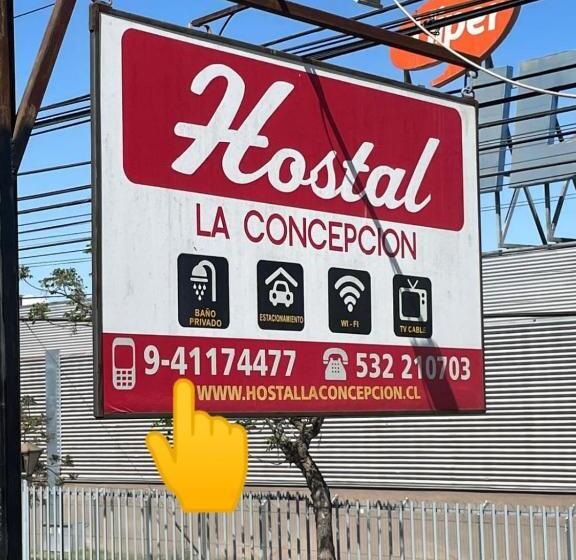 Hostal
LA CONCEPCION
BAÑO
PRIVADO
ESTACIONAMIENTO
WI - FI
TV CABLE
9-41174477
532 210703
WWW.HOSTALLACONCEPCION.CL